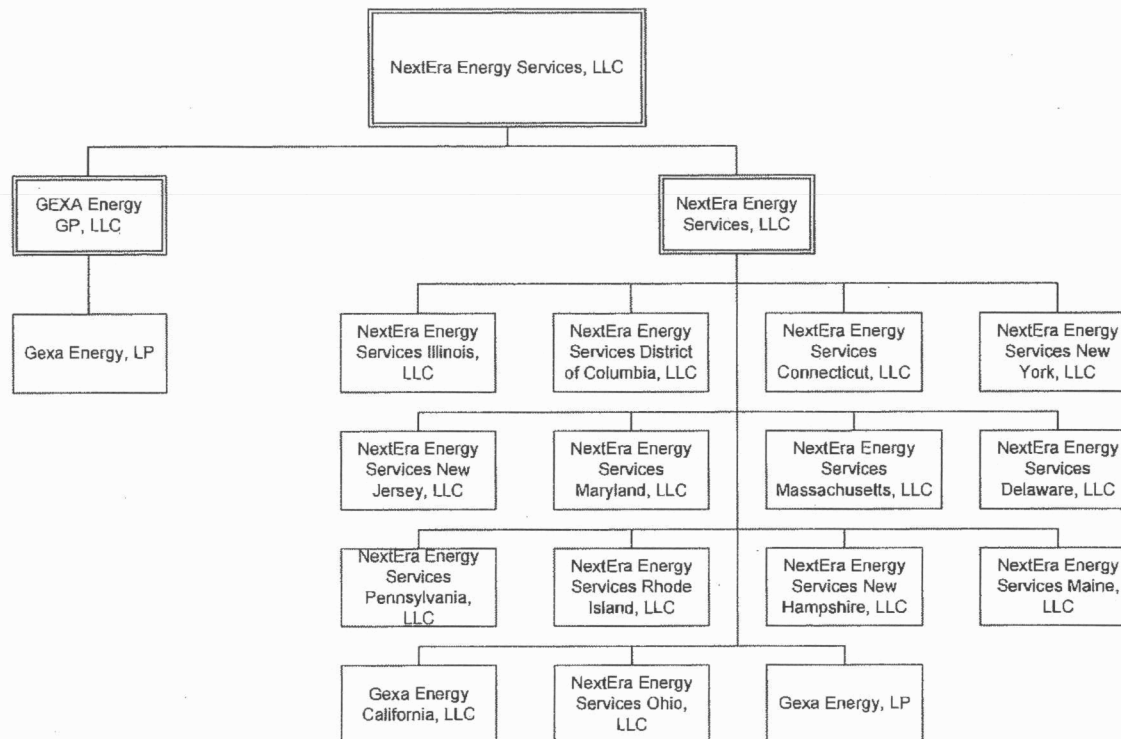 NextEra Energy Services, LLC
GEXA Energy
GP, LLC
NextEra Energy
Services, LLC
Gexa Energy, LP
NextEra Energy
Services Illinois,
LLC
NextEra Energy
Services District
of Columbia, LLC
NextEra Energy
Services
Connecticut, LLC
NextEra Energy
Services New
York, LLC
NextEra Energy
Services New
Jersey, LLC
NextEra Energy
Services
Maryland, LLC
NextEra Energy
Services
Massachusetts, LLC
NextEra Energy
Services
Delaware, LLC
NextEra Energy
Services
Pennsylvania,
LLC
NextEra Energy
Services Rhode
Island, LLC
NextEra Energy
Services New
Hampshire, LLC
NextEra Energy
Services Maine,
LLC
Gexa Energy
California, LLC
NextEra Energy
Services Ohio,
LLC
Gexa Energy, LP